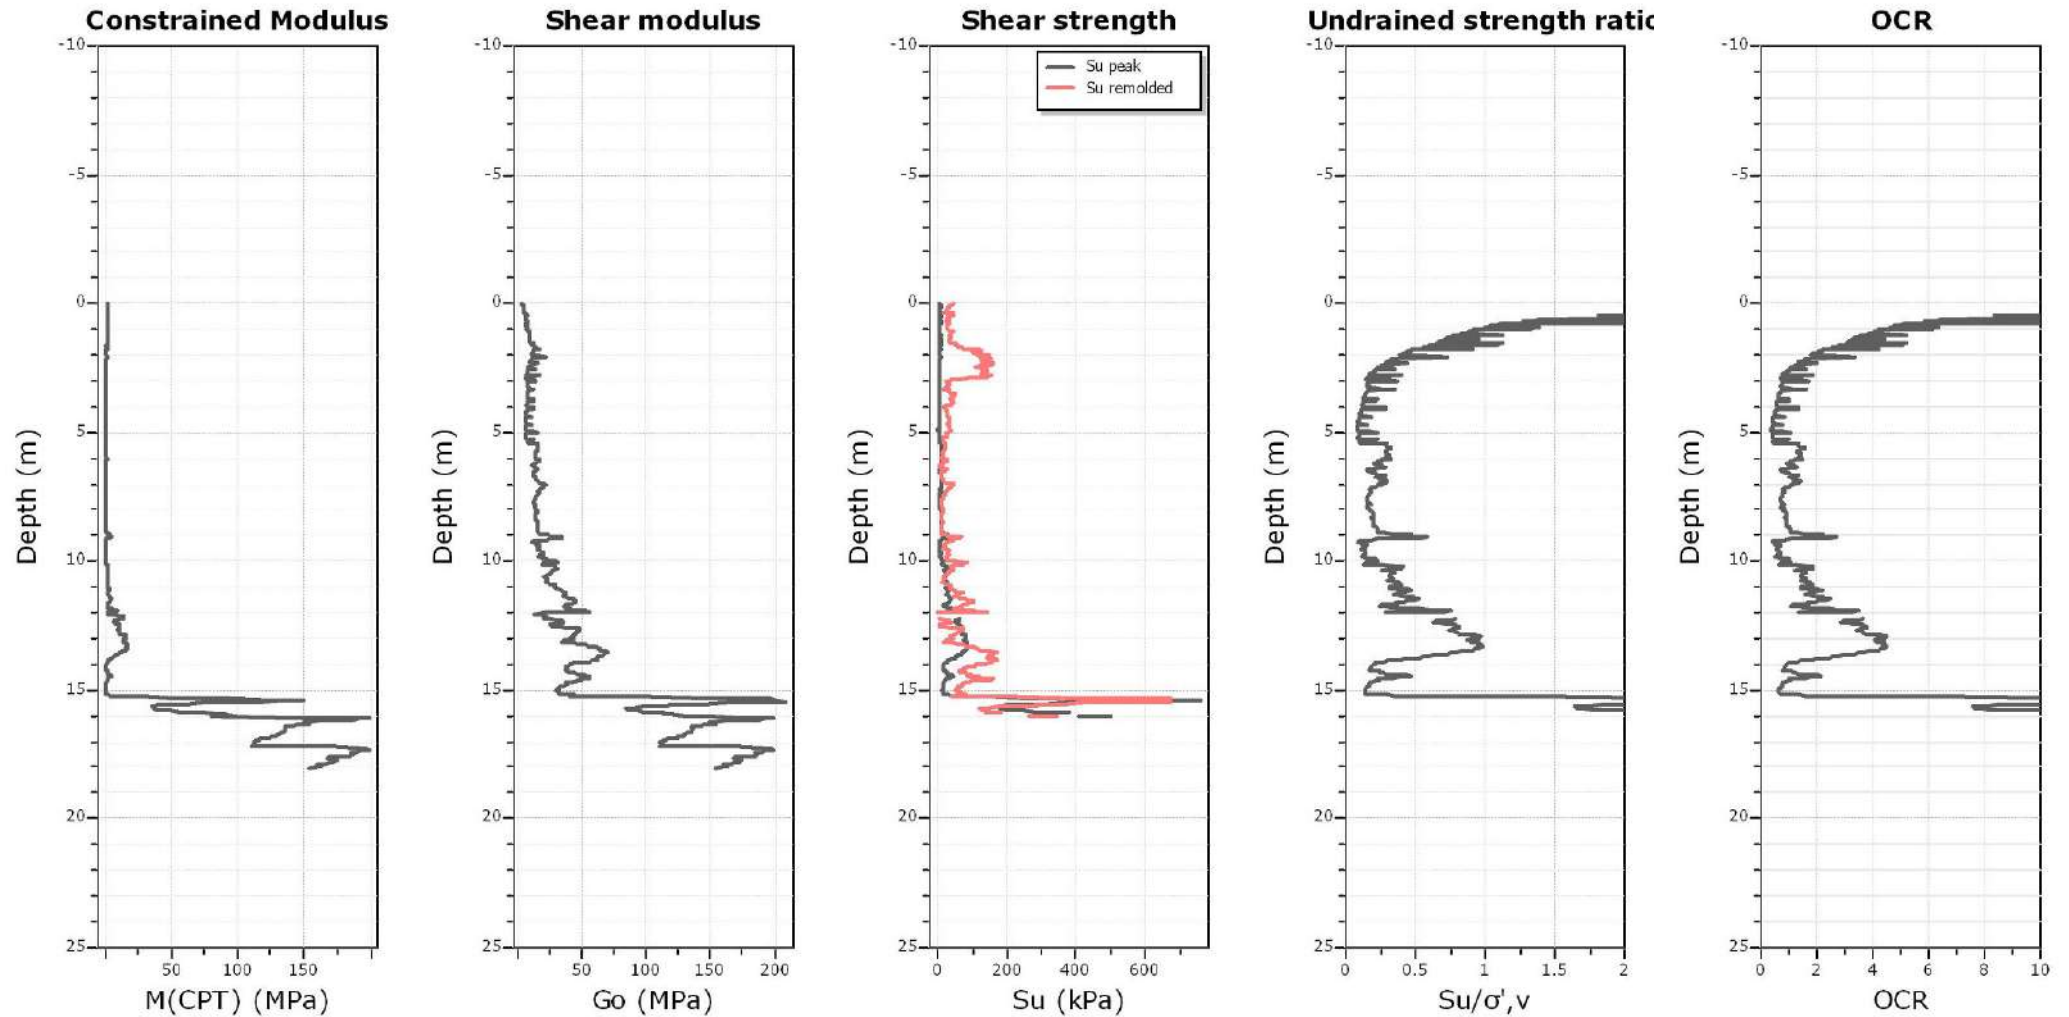 Constrained Modulus
-10
-5
0
5
10
15
20
25
50 100 150
Depth (m)
M(CPT) (MPa)
Shear modulus
-10
-5
0
5
10
15
20
25
50 100 150 200
Depth (m)
Go (MPa)
Shear strength
Su peak
Su remolded
-10
-5
0
5
10
15
20
25
0 200 400 600
Depth (m)
Su (kPa)
Undrained strength ratio
-10
-5
0
5
10
15
20
25
0 0.5 1 1.5 2
Depth (m)
Su/σ',v
OCR
-10
-5
0
5
10
15
20
25
0 2 4 6 8 10
Depth (m)
OCR